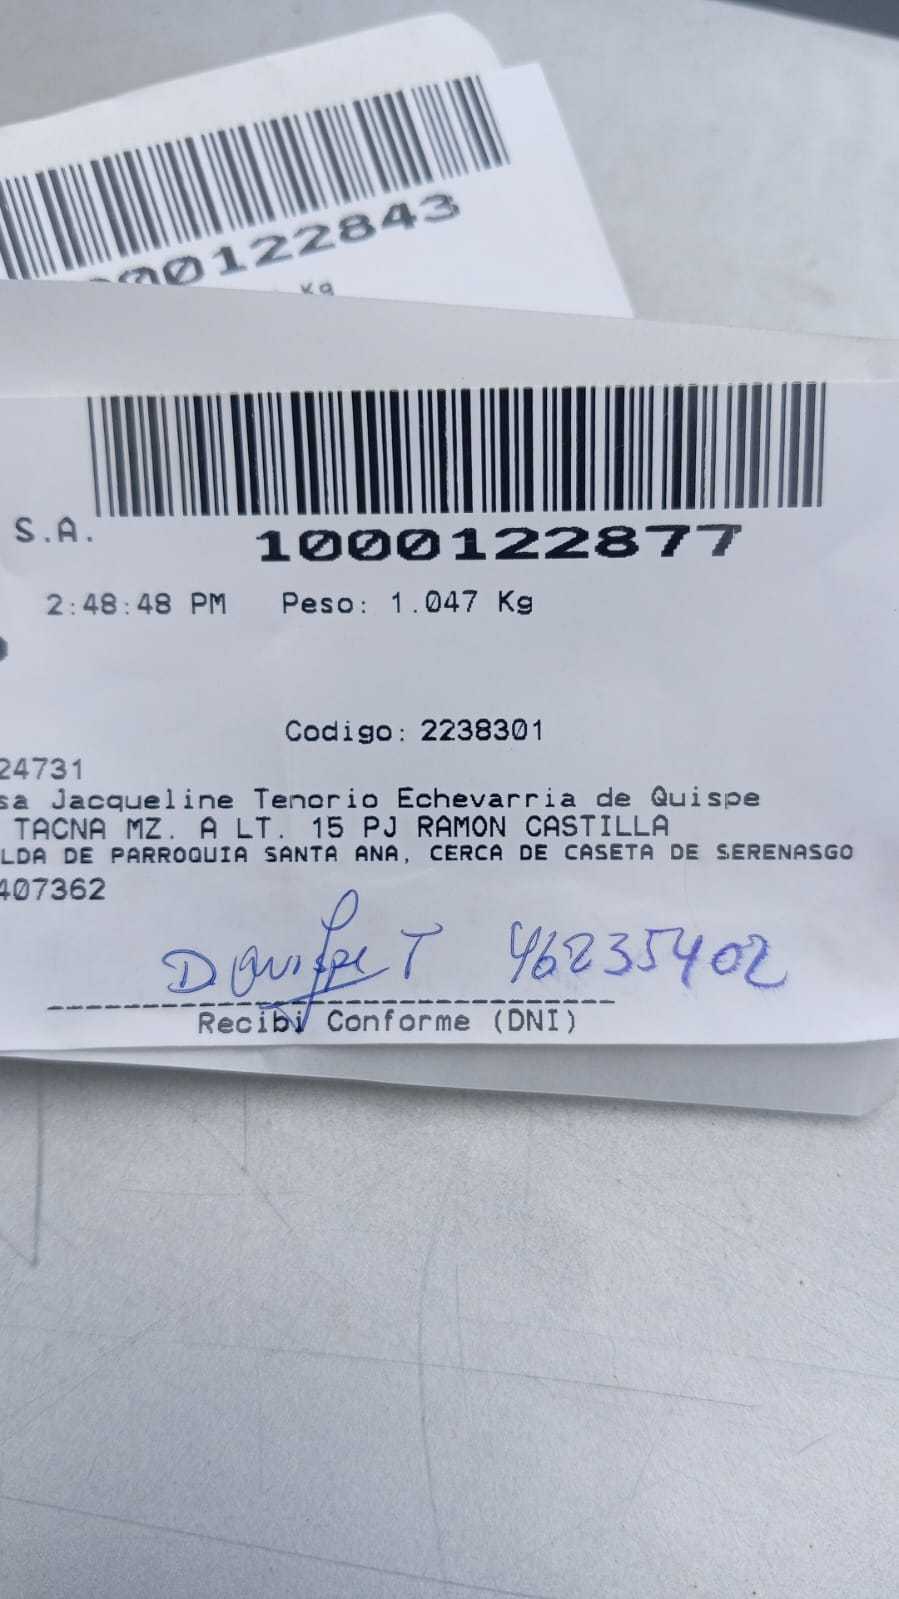 000122843
Kg
1000122877
S.A.
2:48:48 PM Peso: 1.047 Kg
Codigo: 2238301
24731
sa Jacqueline Tenorio Echevarria de Quispe
TACNA MZ. A LT. 15 PJ RAMON CASTILLA
LDA DE PARROQUIA SANTA ANA, CERCA DE CASETA DE SERENASGO
407362
D Quispe T 46235402
Recibi Conforme (DNI)